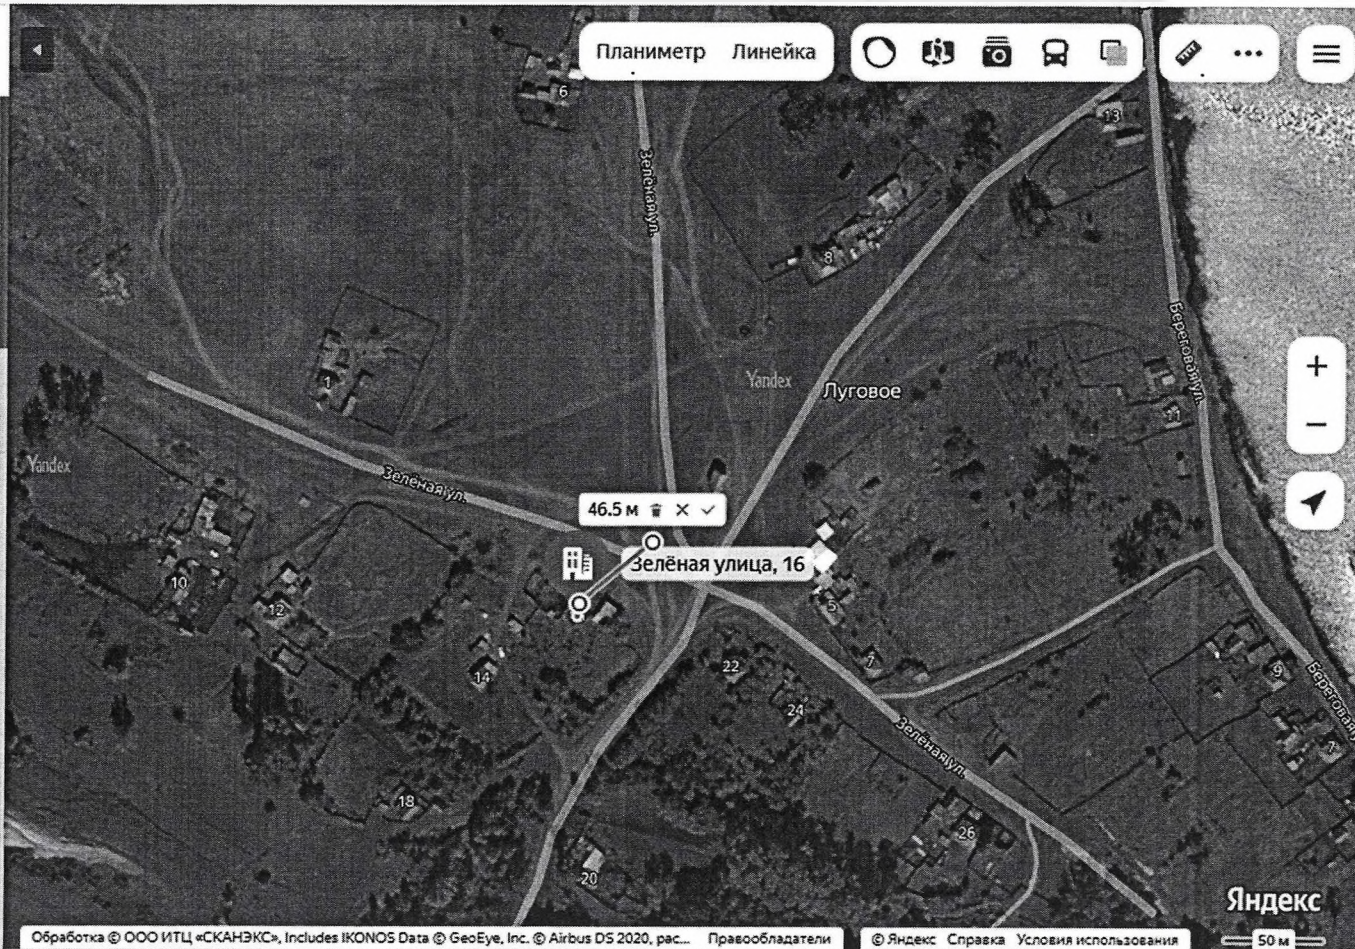 Планиметр Линейка
6
13
Зелёная ул.
8
Береговая ул.
1
Yandex
Луговое
11
Yandex
Зелёная ул.
46.5 м
Зелёная улица, 16
10
12
5
7
14
22
9
24
Береговая
Зелёная ул.
7
18
26
20
Яндекс
Обработка © ООО ИТЦ «СКАНЭКС», Includes IKONOS Data © GeoEye, Inc. © Airbus DS 2020, рас... Правообладатели
© Яндекс Справка Условия использования
50 м